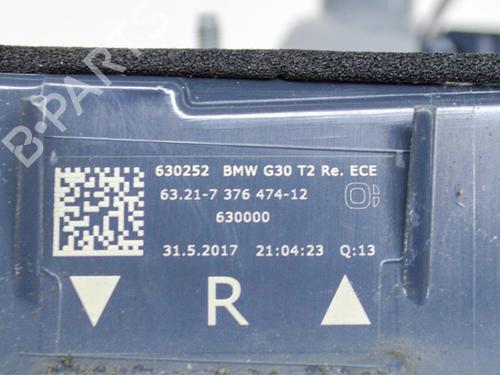 630252 BMW G30 T2 Re. ECE
63.21-7 376 474-12
630000
31.5.2017 21:04:23 Q:13
R
B-PARTS